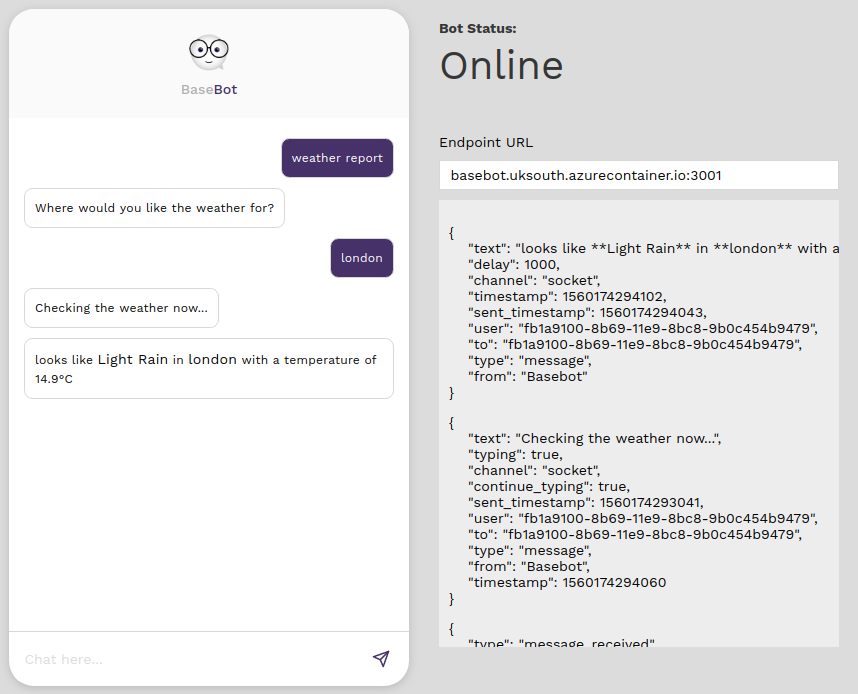 BaseBot
weather report
Where would you like the weather for?
london
Checking the weather now...
looks like Light Rain in london with a temperature of
14.9°C
Chat here...
Bot Status:
Online
Endpoint URL
basebot.uksouth.azurecontainer.io:3001
{
"text": "looks like **Light Rain** in **london** with a
"delay": 1000,
"channel": "socket",
"timestamp": 1560174294102,
"sent_timestamp": 1560174294043,
"user": "fb1a9100-8b69-11e9-8bc8-9b0c454b9479",
"to": "fb1a9100-8b69-11e9-8bc8-9b0c454b9479",
"type": "message",
"from": "Basebot"
}
{
"text": "Checking the weather now...",
"typing": true,
"channel": "socket",
"continue_typing": true,
"sent_timestamp": 1560174293041,
"user": "fb1a9100-8b69-11e9-8bc8-9b0c454b9479",
"to": "fb1a9100-8b69-11e9-8bc8-9b0c454b9479",
"type": "message",
"from": "Basebot",
"timestamp": 1560174294060
}
{
"type": "message_received"